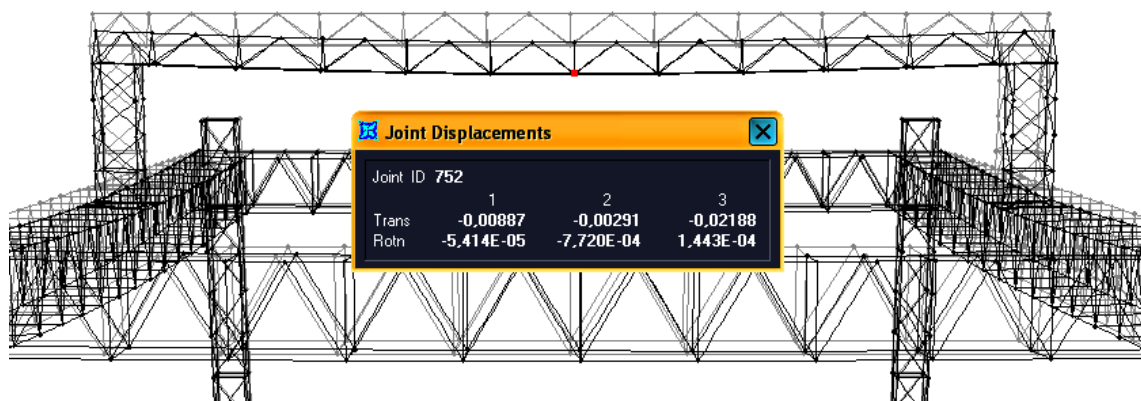 Joint Displacements
Joint ID 752
1 2 3
Trans -0,00887 -0,00291 -0,02188
Rotn -5,414E-05 -7,720E-04 1,443E-04